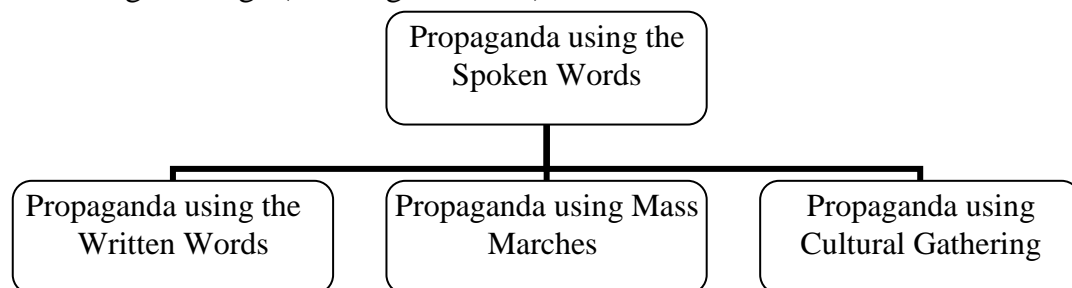 Propaganda using the
Spoken Words
Propaganda using the
Written Words
Propaganda using Mass
Marches
Propaganda using
Cultural Gathering